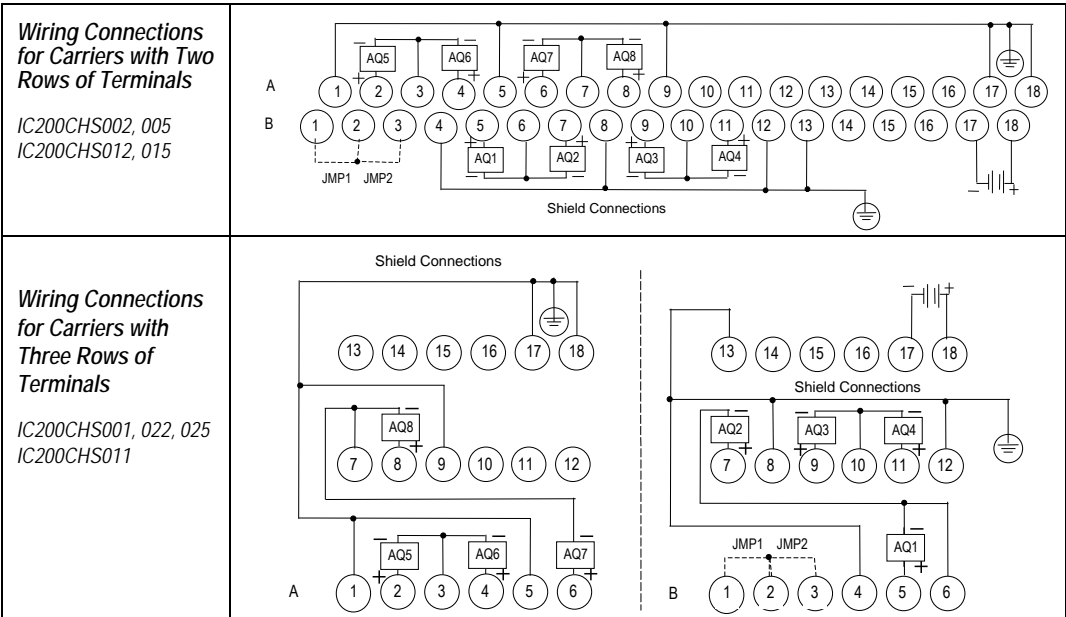 Wiring Connections
for Carriers with Two
Rows of Terminals
IC200CHS002, 005
IC200CHS012, 015
AQ5 AQ6 AQ7 AQ8
A 1 2 3 4 5 6 7 8 9 10 11 12 13 14 15 16 17 18
B 1 2 3 4 5 6 7 8 9 10 11 12 13 14 15 16 17 18
AQ1 AQ2 AQ3 AQ4
JMP1 JMP2
Shield Connections
Wiring Connections
for Carriers with
Three Rows of
Terminals
IC200CHS001, 022, 025
IC200CHS011
Shield Connections
13 14 15 16 17 18
AQ8
7 8 9 10 11 12
AQ5 AQ6 AQ7
A 1 2 3 4 5 6
13 14 15 16 17 18
Shield Connections
AQ2 AQ3 AQ4
7 8 9 10 11 12
JMP1 JMP2 AQ1
B 1 2 3 4 5 6